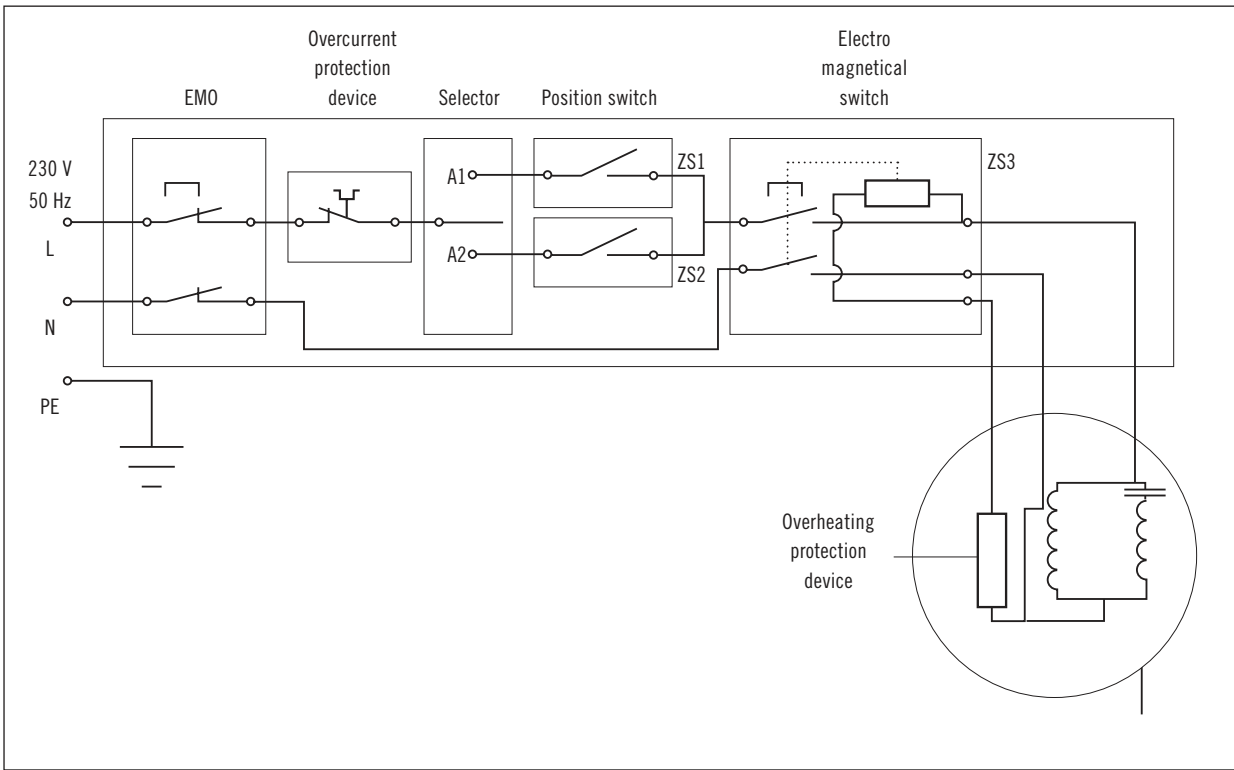 Overcurrent
protection
device
Electro
magnetical
switch
EMO
Selector
Position switch
230 V
50 Hz
L
N
PE
A1
ZS1
A2
ZS2
ZS3
Overheating
protection
device